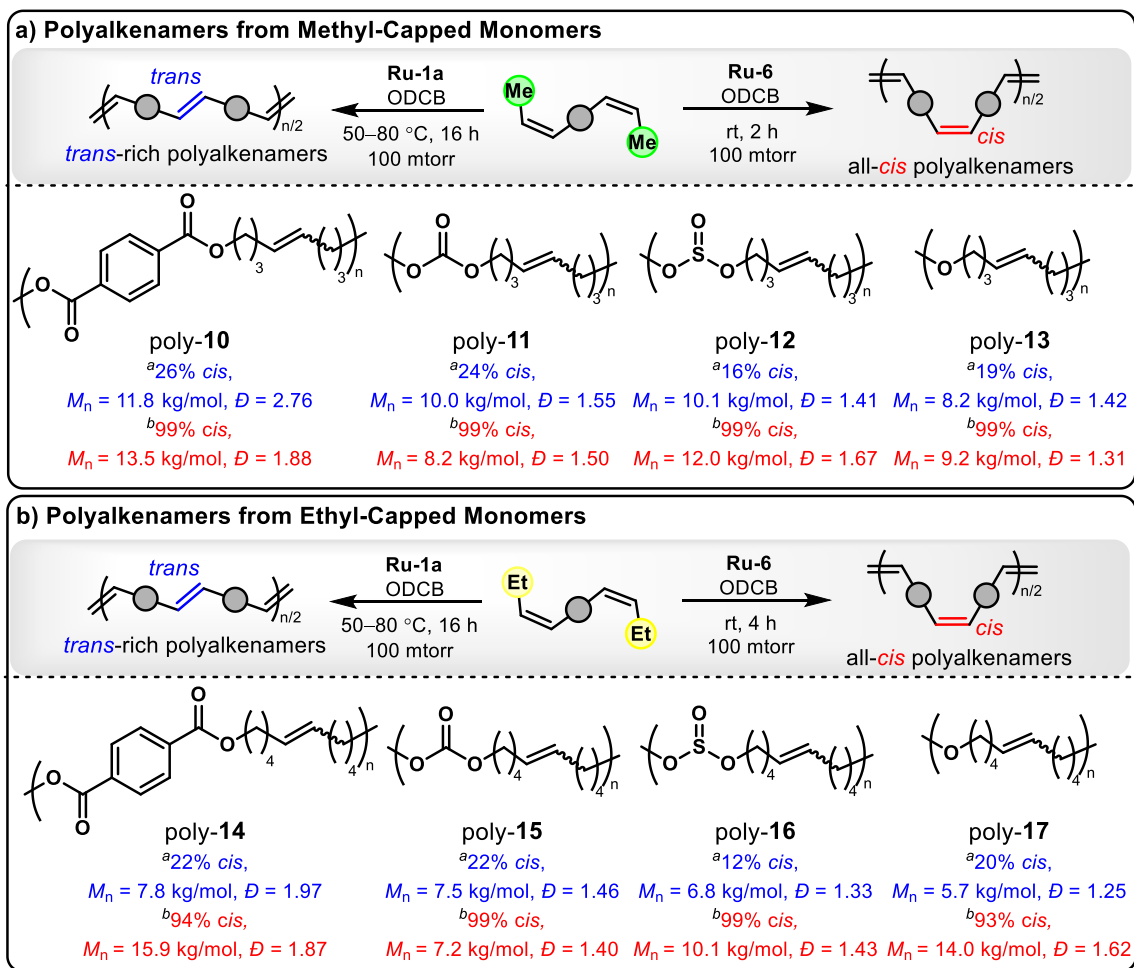 a) Polyalkenamers from Methyl-Capped Monomers
trans
n/2
trans-rich polyalkenamers
Ru-1a
ODCB
50–80 °C, 16 h
100 mtorr
Me
Me
Ru-6
ODCB
rt, 2 h
100 mtorr
n/2
cis
all-cis polyalkenamers
O
O
O
O
3
3
n
O
O
O
3
3
n
O
O
S
O
3
3
n
O
3
3
n
poly-10
a26% cis,
Mn = 11.8 kg/mol, Đ = 2.76
b99% cis,
Mn = 13.5 kg/mol, Đ = 1.88
poly-11
a24% cis,
Mn = 10.0 kg/mol, Đ = 1.55
b99% cis,
Mn = 8.2 kg/mol, Đ = 1.50
poly-12
a16% cis,
Mn = 10.1 kg/mol, Đ = 1.41
b99% cis,
Mn = 12.0 kg/mol, Đ = 1.67
poly-13
a19% cis,
Mn = 8.2 kg/mol, Đ = 1.42
b99% cis,
Mn = 9.2 kg/mol, Đ = 1.31
b) Polyalkenamers from Ethyl-Capped Monomers
trans
n/2
trans-rich polyalkenamers
Ru-1a
ODCB
50–80 °C, 16 h
100 mtorr
Et
Et
Ru-6
ODCB
rt, 4 h
100 mtorr
n/2
cis
all-cis polyalkenamers
O
O
O
O
4
4
n
O
O
O
4
4
n
O
O
S
O
4
4
n
O
4
4
n
poly-14
a22% cis,
Mn = 7.8 kg/mol, Đ = 1.97
b94% cis,
Mn = 15.9 kg/mol, Đ = 1.87
poly-15
a22% cis,
Mn = 7.5 kg/mol, Đ = 1.46
b99% cis,
Mn = 7.2 kg/mol, Đ = 1.40
poly-16
a12% cis,
Mn = 6.8 kg/mol, Đ = 1.33
b99% cis,
Mn = 10.1 kg/mol, Đ = 1.43
poly-17
a20% cis,
Mn = 5.7 kg/mol, Đ = 1.25
b93% cis,
Mn = 14.0 kg/mol, Đ = 1.62